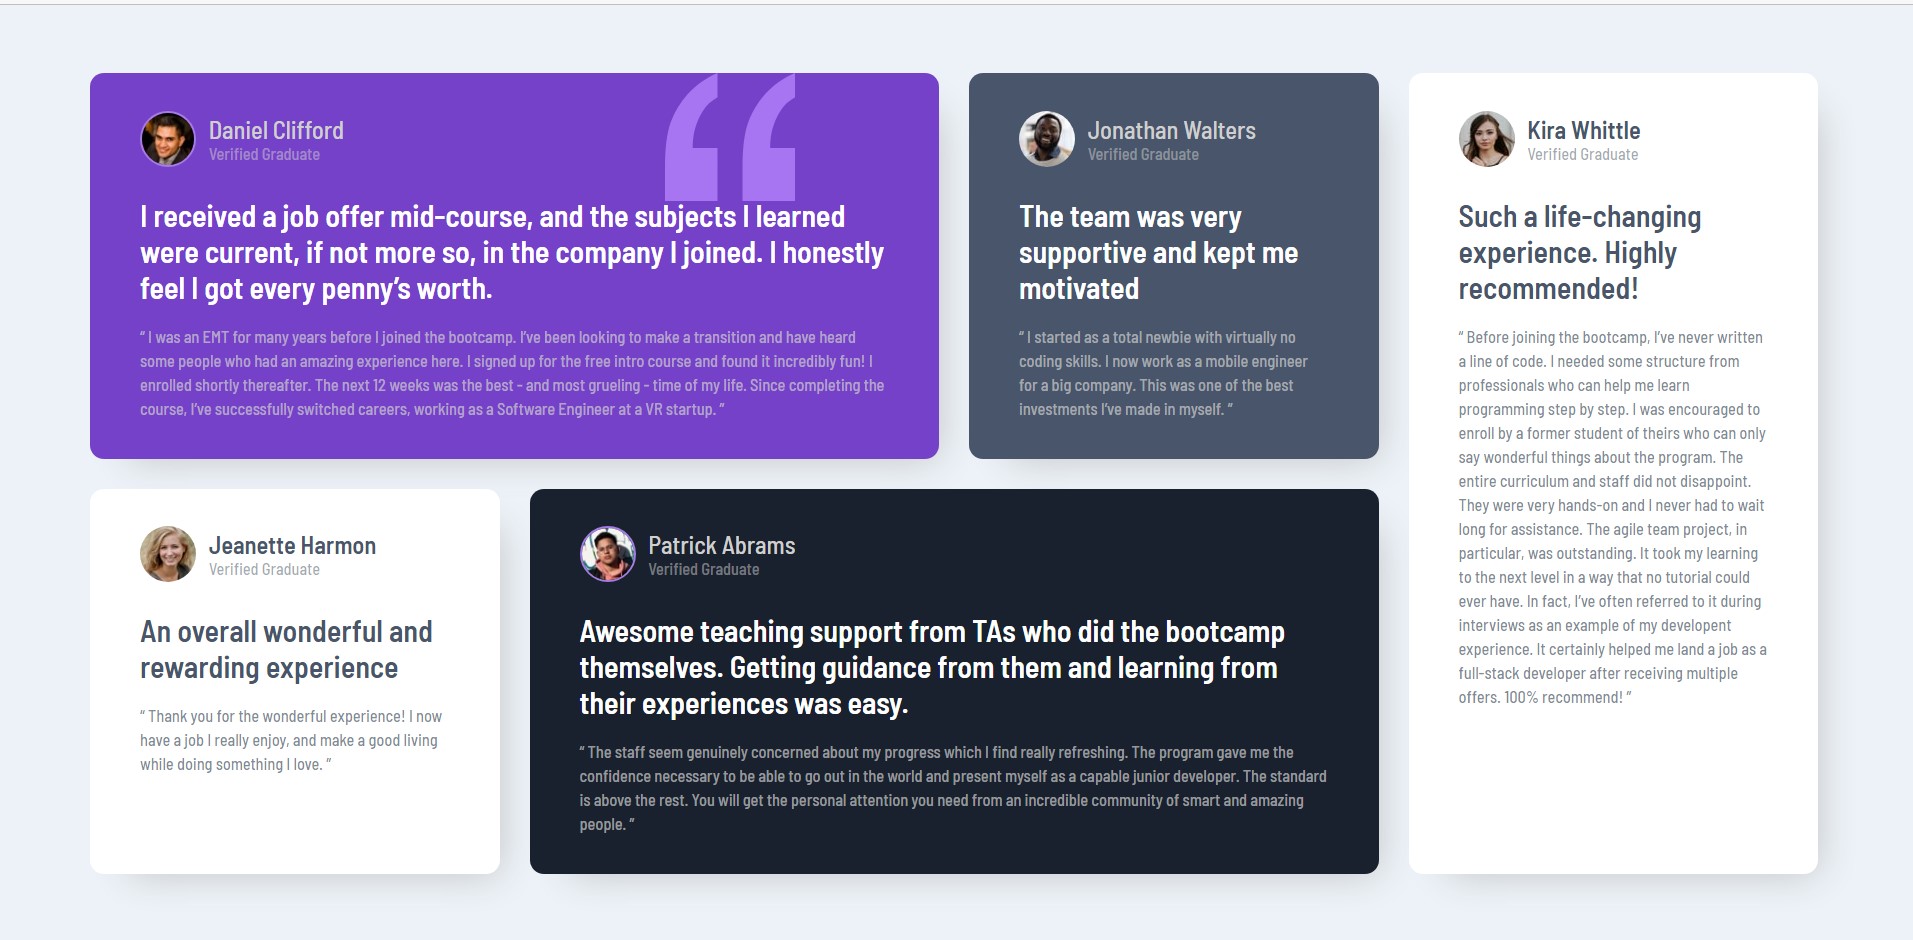 Daniel Clifford
Verified Graduate
I received a job offer mid-course, and the subjects I learned
were current, if not more so, in the company I joined. I honestly
feel I got every penny’s worth.
“ I was an EMT for many years before I joined the bootcamp. I’ve been looking to make a transition and have heard
some people who had an amazing experience here. I signed up for the free intro course and found it incredibly fun! I
enrolled shortly thereafter. The next 12 weeks was the best - and most grueling - time of my life. Since completing the
course, I’ve successfully switched careers, working as a Software Engineer at a VR startup. ”
Jonathan Walters
Verified Graduate
The team was very
supportive and kept me
motivated
“ I started as a total newbie with virtually no
coding skills. I now work as a mobile engineer
for a big company. This was one of the best
investments I’ve made in myself. ”
Kira Whittle
Verified Graduate
Such a life-changing
experience. Highly
recommended!
“ Before joining the bootcamp, I’ve never written
a line of code. I needed some structure from
professionals who can help me learn
programming step by step. I was encouraged to
enroll by a former student of theirs who can only
say wonderful things about the program. The
entire curriculum and staff did not disappoint.
They were very hands-on and I never had to wait
long for assistance. The agile team project, in
particular, was outstanding. It took my learning
to the next level in a way that no tutorial could
ever have. In fact, I’ve often referred to it during
interviews as an example of my developent
experience. It certainly helped me land a job as a
full-stack developer after receiving multiple
offers. 100% recommend! ”
Jeanette Harmon
Verified Graduate
An overall wonderful and
rewarding experience
“ Thank you for the wonderful experience! I now
have a job I really enjoy, and make a good living
while doing something I love. ”
Patrick Abrams
Verified Graduate
Awesome teaching support from TAs who did the bootcamp
themselves. Getting guidance from them and learning from
their experiences was easy.
“ The staff seem genuinely concerned about my progress which I find really refreshing. The program gave me the
confidence necessary to be able to go out in the world and present myself as a capable junior developer. The standard
is above the rest. You will get the personal attention you need from an incredible community of smart and amazing
people. ”